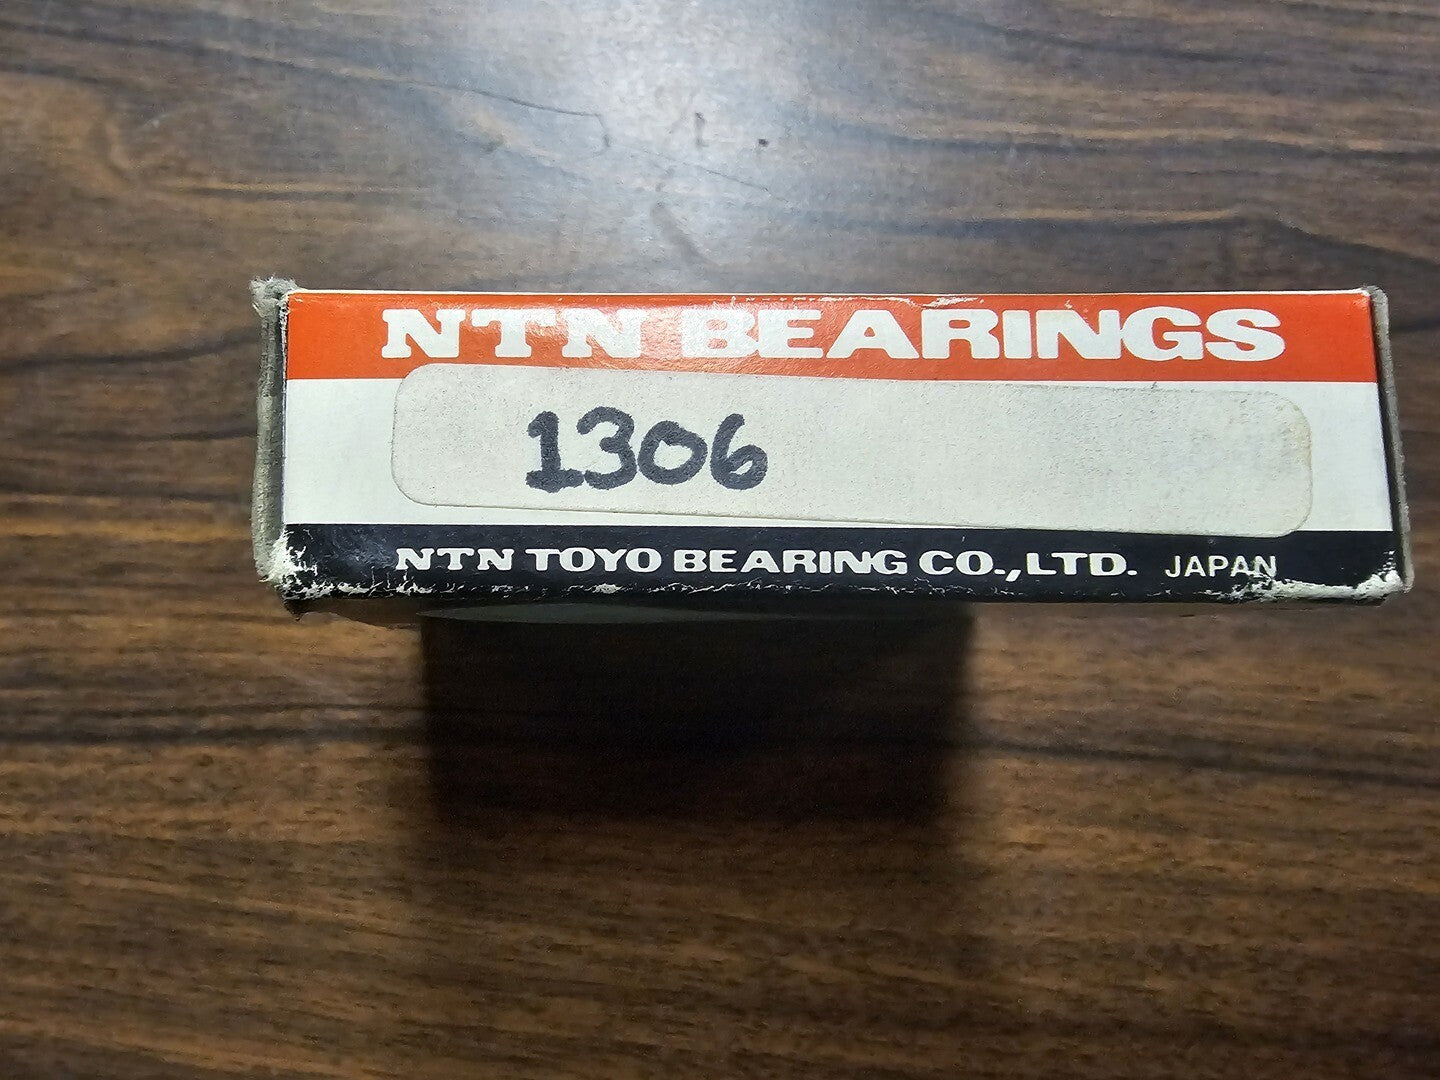 NTN BEARINGS
1306
NTN TOYO BEARING CO.,LTD. JAPAN